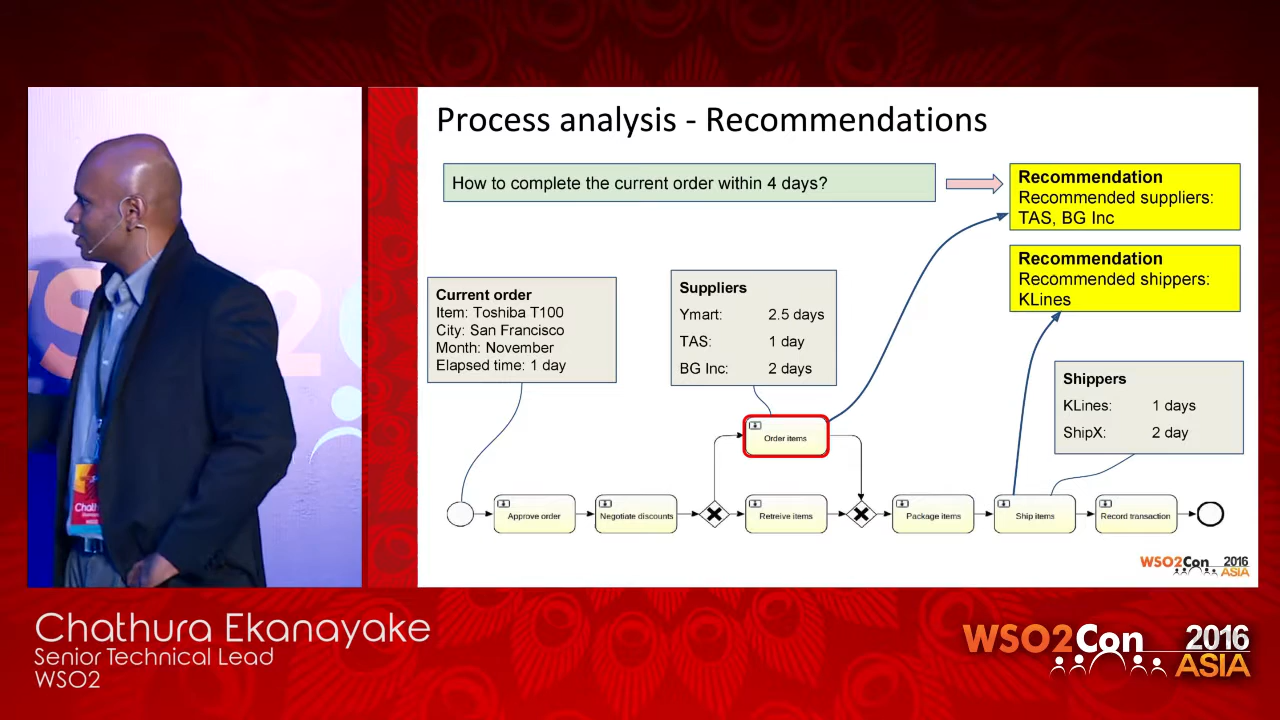 Process analysis - Recommendations
How to complete the current order within 4 days?
Recommendation
Recommended suppliers:
TAS, BG Inc
Recommendation
Recommended shippers:
KLines
Current order
Item: Toshiba T100
City: San Francisco
Month: November
Elapsed time: 1 day
Suppliers
Ymart: 2.5 days
TAS: 1 day
BG Inc: 2 days
Shippers
KLines: 1 days
ShipX: 2 day
Order items
Approve order
Negotiate discounts
Retreive items
Package items
Ship items
Record transaction
WSO2Con 2016
ASIA
Chathura Ekanayake
Senior Technical Lead
WSO2
WSO2Con 2016
ASIA